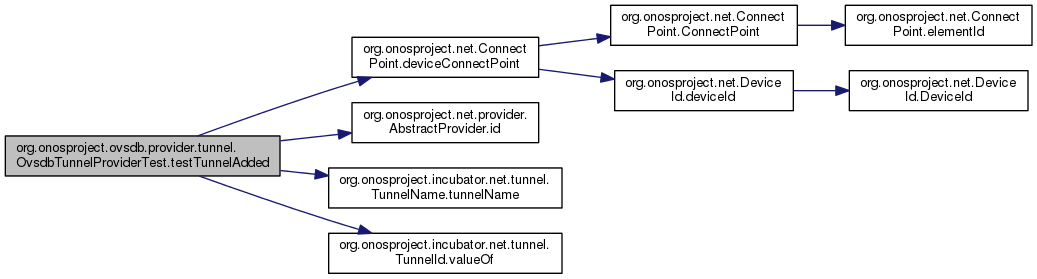 org.onosproject.ovsdb.provider.tunnel.
OvsdbTunnelProviderTest.testTunnelAdded
org.onosproject.net.Connect
Point.deviceConnectPoint
org.onosproject.net.Connect
Point.ConnectPoint
org.onosproject.net.Connect
Point.elementId
org.onosproject.net.Device
Id.deviceId
org.onosproject.net.Device
Id.DeviceId
org.onosproject.net.provider.
AbstractProvider.id
org.onosproject.incubator.net.tunnel.
TunnelName.tunnelName
org.onosproject.incubator.net.tunnel.
TunnelId.valueOf